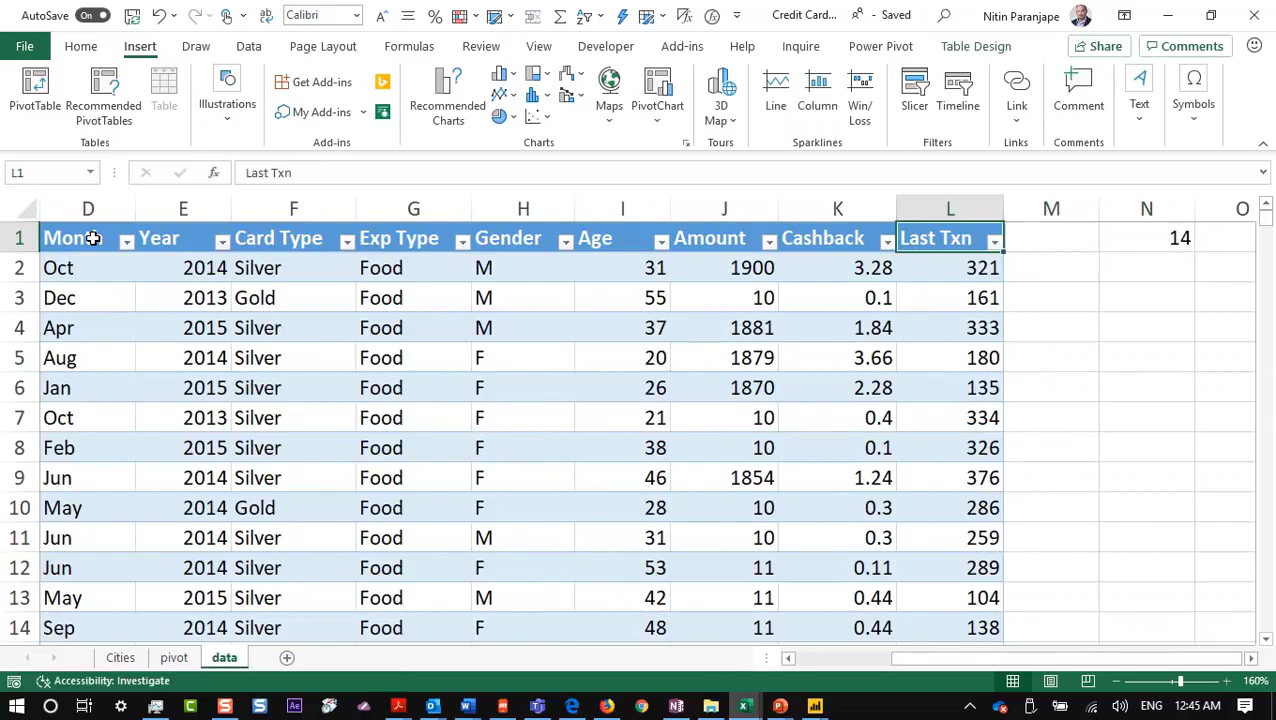 AutoSave On Calibri Credit Card... Saved Nitin Paranjape
File Home Insert Draw Data Page Layout Formulas Review View Developer Add-ins Help Inquire Power Pivot Table Design Share Comments
PivotTable Recommended PivotTables Table Illustrations Get Add-ins My Add-ins Recommended Charts Maps PivotChart 3D Map Line Column Win/Loss Slicer Timeline Link Comment Text Symbols
Tables Add-ins Charts Tours Sparklines Filters Links Comments
L1 fx Last Txn
D E F G H I J K L M N O
1 Mon Year Card Type Exp Type Gender Age Amount Cashback Last Txn 14
2 Oct 2014 Silver Food M 31 1900 3.28 321
3 Dec 2013 Gold Food M 55 10 0.1 161
4 Apr 2015 Silver Food M 37 1881 1.84 333
5 Aug 2014 Silver Food F 20 1879 3.66 180
6 Jan 2015 Silver Food F 26 1870 2.28 135
7 Oct 2013 Silver Food F 21 10 0.4 334
8 Feb 2015 Silver Food F 38 10 0.1 326
9 Jun 2014 Silver Food F 46 1854 1.24 376
10 May 2014 Gold Food F 28 10 0.3 286
11 Jun 2014 Silver Food M 31 10 0.3 259
12 Jun 2014 Silver Food F 53 11 0.11 289
13 May 2015 Silver Food M 42 11 0.44 104
14 Sep 2014 Silver Food F 48 11 0.44 138
Cities pivot data
Accessibility: Investigate 160%
ENG 12:45 AM